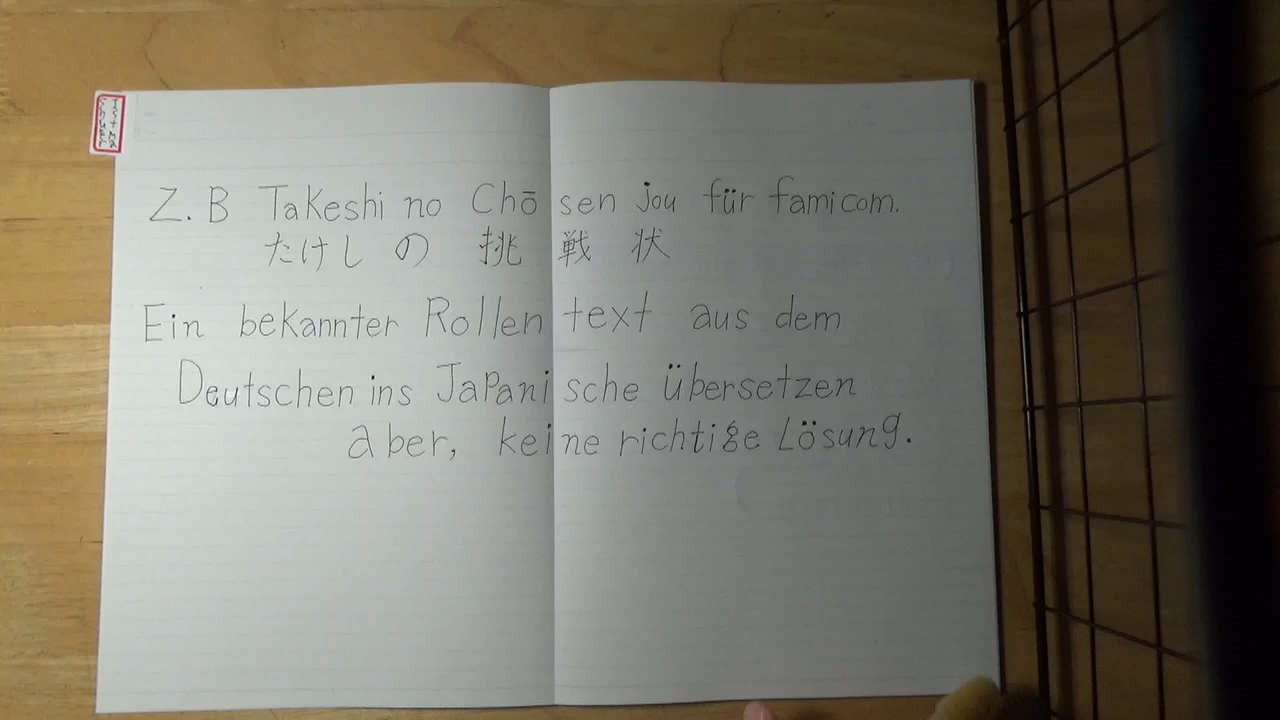 Z.B Takeshi no Chōsen jou für famicom.
たけしの挑戦状
Ein bekannter Rollentext aus dem
Deutschen ins Japanische übersetzen
aber, keine richtige Lösung.